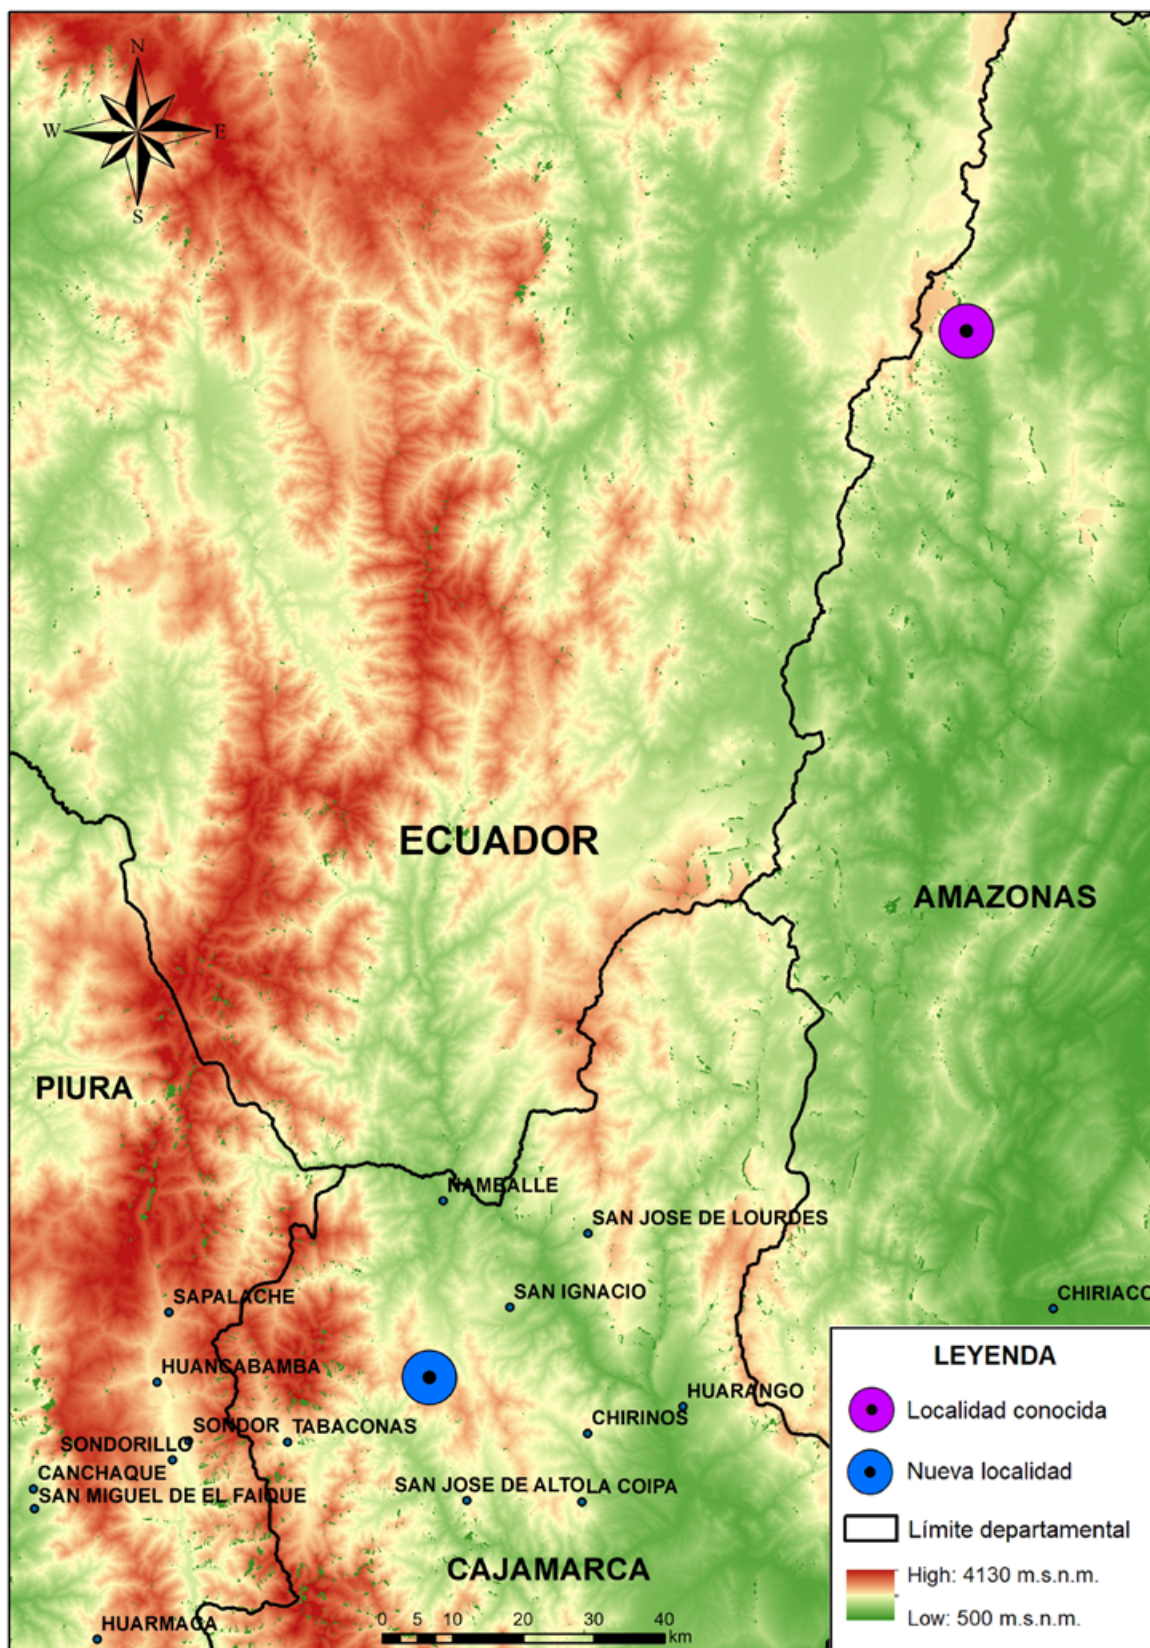 N
W E
S
ECUADOR
AMAZONAS
PIURA
NAMBALLE
SAN JOSE DE LOURDES
SAN IGNACIO
SAPALACHE
CHIRIACO
HUANCABAMBA
HUARANGO
SONDOR
TABACONAS
CHIRINOS
SONDORILLO
CANCHAQUE
SAN MIGUEL DE EL FAIQUE
SAN JOSE DE ALTO
LA COIPA
CAJAMARCA
HUARMACA
0 5 10 20 30 40
km
LEYENDA
Localidad conocida
Nueva localidad
Límite departamental
High: 4130 m.s.n.m.
Low: 500 m.s.n.m.